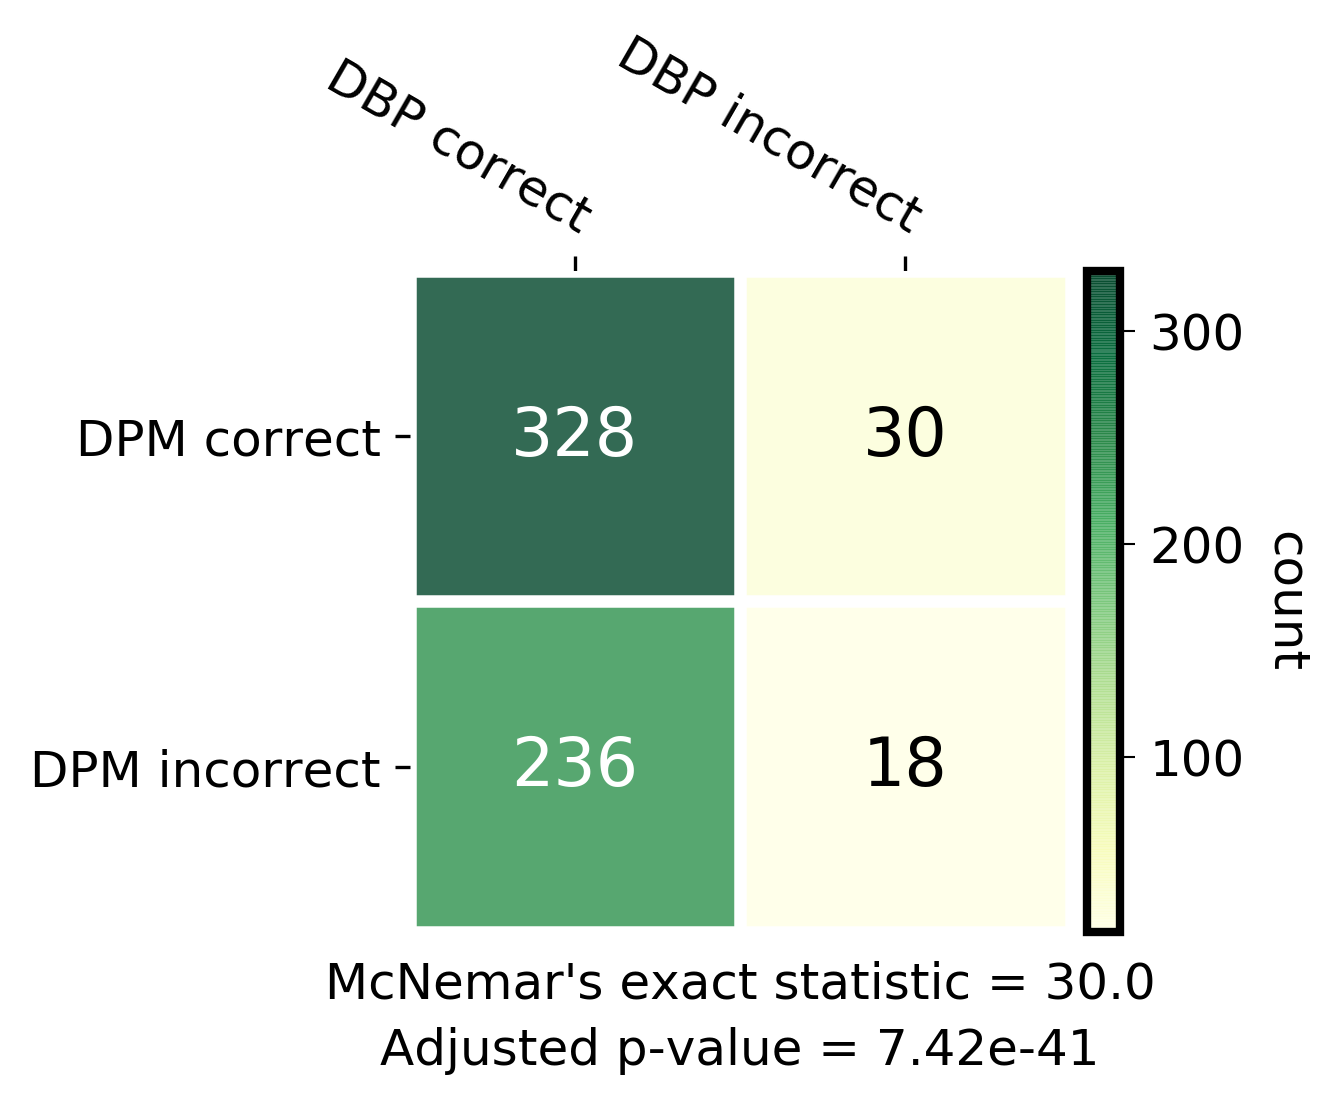 DBP correct
DBP incorrect
DPM correct
328
30
DPM incorrect
236
18
300
200
100
count
McNemar's exact statistic = 30.0
Adjusted p-value = 7.42e-41